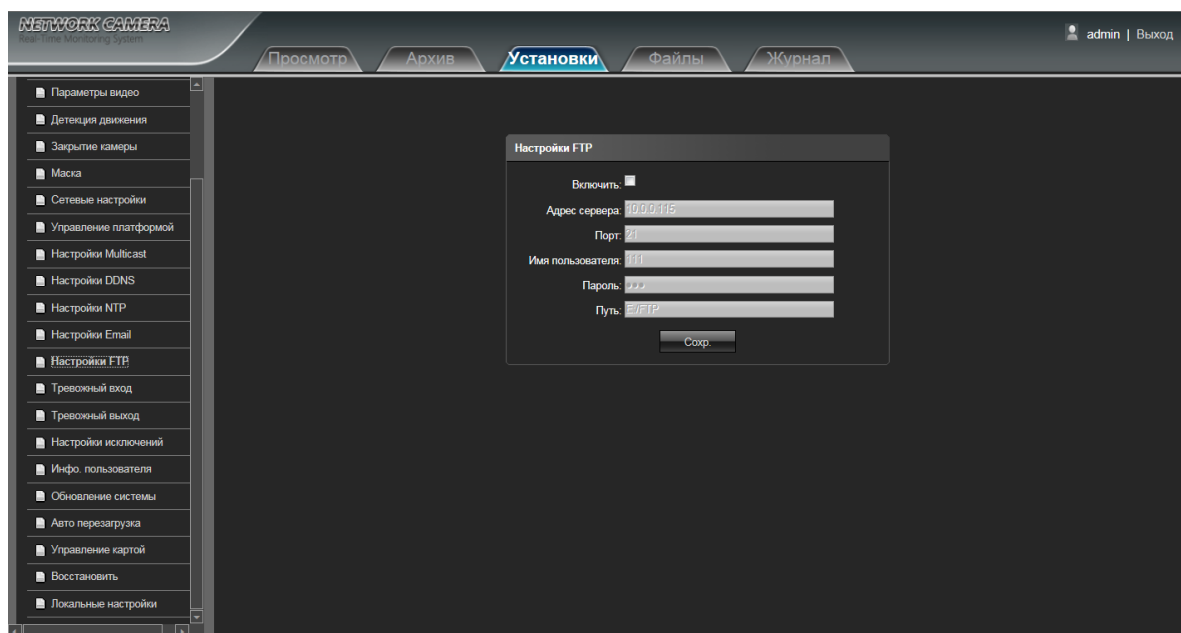 NETWORK CAMERA
Real-Time Monitoring System
admin | Выход
Просмотр Архив Установки Файлы Журнал
Параметры видео
Детекция движения
Закрытие камеры
Маска
Сетевые настройки
Управление платформой
Настройки Multicast
Настройки DDNS
Настройки NTP
Настройки Email
Настройки FTP
Тревожный вход
Тревожный выход
Настройки исключений
Инфо. пользователя
Обновление системы
Авто перезагрузка
Управление картой
Восстановить
Локальные настройки
Настройки FTP
Включить:
Адрес сервера: 10.0.0.115
Порт: 21
Имя пользователя: 111
Пароль: •••
Путь: E:/FTP
Сохр.